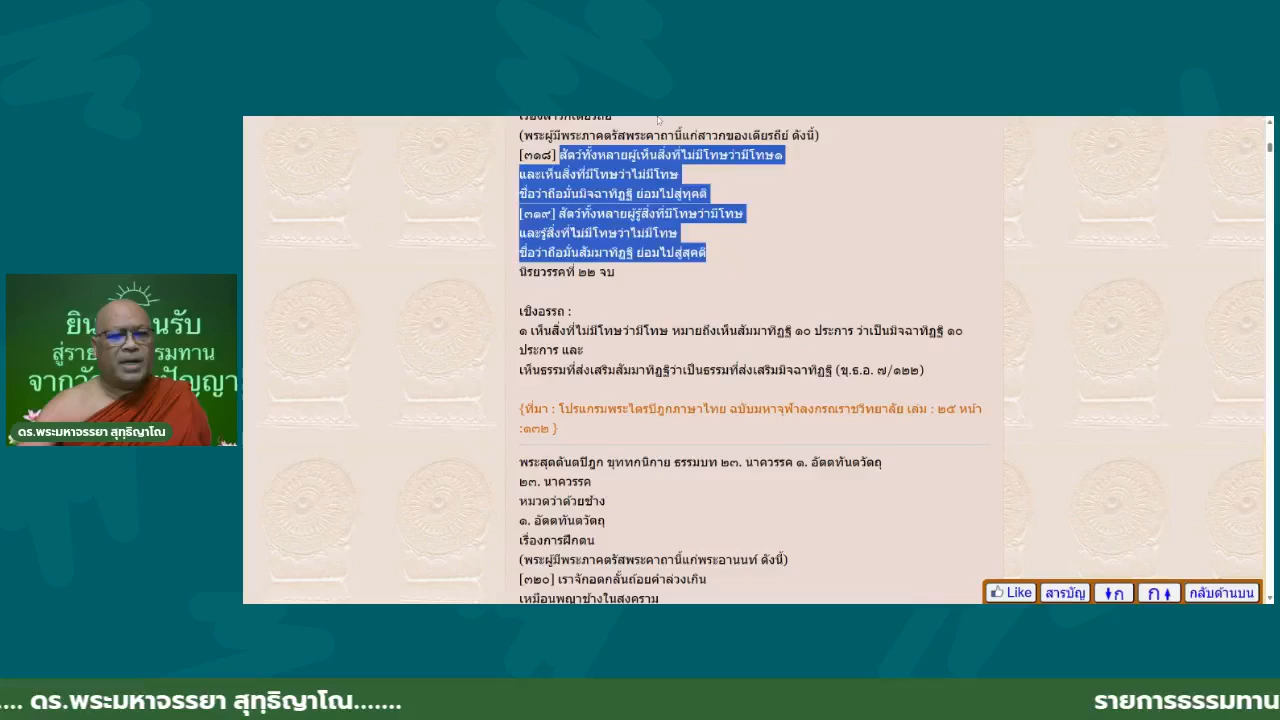 (พระผู้มีพระภาคตรัสพระคาถานี้แก่สาวกของเดียรถีย์ ดังนี้)
[๓๑๘] สัตว์ทั้งหลายผู้เห็นสิ่งที่ไม่มีโทษว่ามีโทษ๑
และเห็นสิ่งที่มีโทษว่าไม่มีโทษ
ชื่อว่าถือมั่นมิจฉาทิฏฐิ ย่อมไปสู่ทุคติ
[๓๑๙] สัตว์ทั้งหลายผู้รู้สิ่งที่มีโทษว่ามีโทษ
และรู้สิ่งที่ไม่มีโทษว่าไม่มีโทษ
ชื่อว่าถือมั่นสัมมาทิฏฐิ ย่อมไปสู่สุคติ
นิรยวรรคที่ ๒๒ จบ
เชิงอรรถ :
๑ เห็นสิ่งที่ไม่มีโทษว่ามีโทษ หมายถึงเห็นสัมมาทิฏฐิ ๑๐ ประการ ว่าเป็นมิจฉาทิฏฐิ ๑๐
ประการ และ
เห็นธรรมที่ส่งเสริมสัมมาทิฏฐิว่าเป็นธรรมที่ส่งเสริมมิจฉาทิฏฐิ (ขุ.ธ.อ. ๗/๑๒๒)
{ที่มา : โปรแกรมพระไตรปิฎกภาษาไทย ฉบับมหาจุฬาลงกรณราชวิทยาลัย เล่ม : ๒๕ หน้า
:๑๓๒ }
พระสุตตันตปิฎก ขุททกนิกาย ธรรมบท ๒๓. นาควรรค ๑. อัตตทันตวัตถุ
๒๓. นาควรรค
หมวดว่าด้วยช้าง
๑. อัตตทันตวัตถุ
เรื่องการฝึกตน
(พระผู้มีพระภาคตรัสพระคาถานี้แก่พระอานนท์ ดังนี้)
[๓๒๐] เราจักอดกลั้นถ้อยคำล่วงเกิน
เหมือนพญาช้างในสงคราม
Like สารบัญ ก ก กลับด้านบน
สู่ราย
ดร.พระมหาจรรยา สุทฺธิญาโณ
.... ดร.พระมหาจรรยา สุทฺธิญาโณ....... รายการธรรมทาน